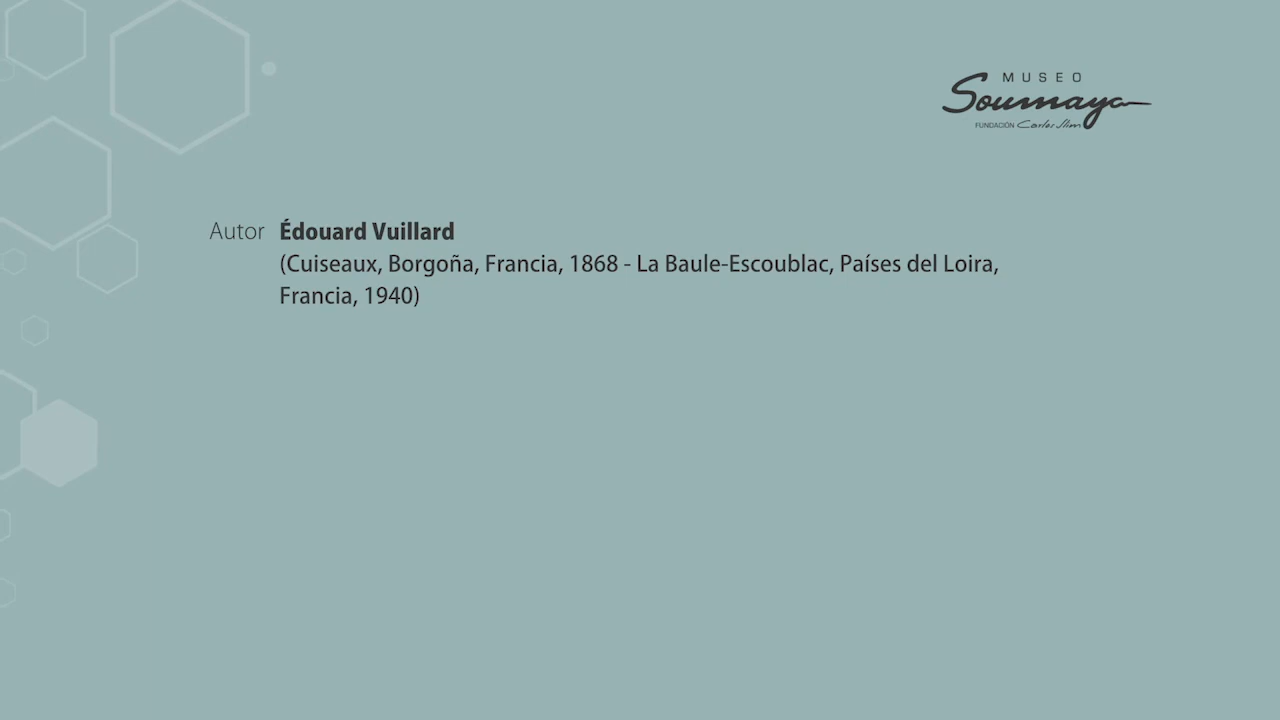 MUSEO
Soumaya
FUNDACIÓN Carlos Slim
Autor Édouard Vuillard
(Cuiseaux, Borgoña, Francia, 1868 - La Baule-Escoublac, Países del Loira,
Francia, 1940)